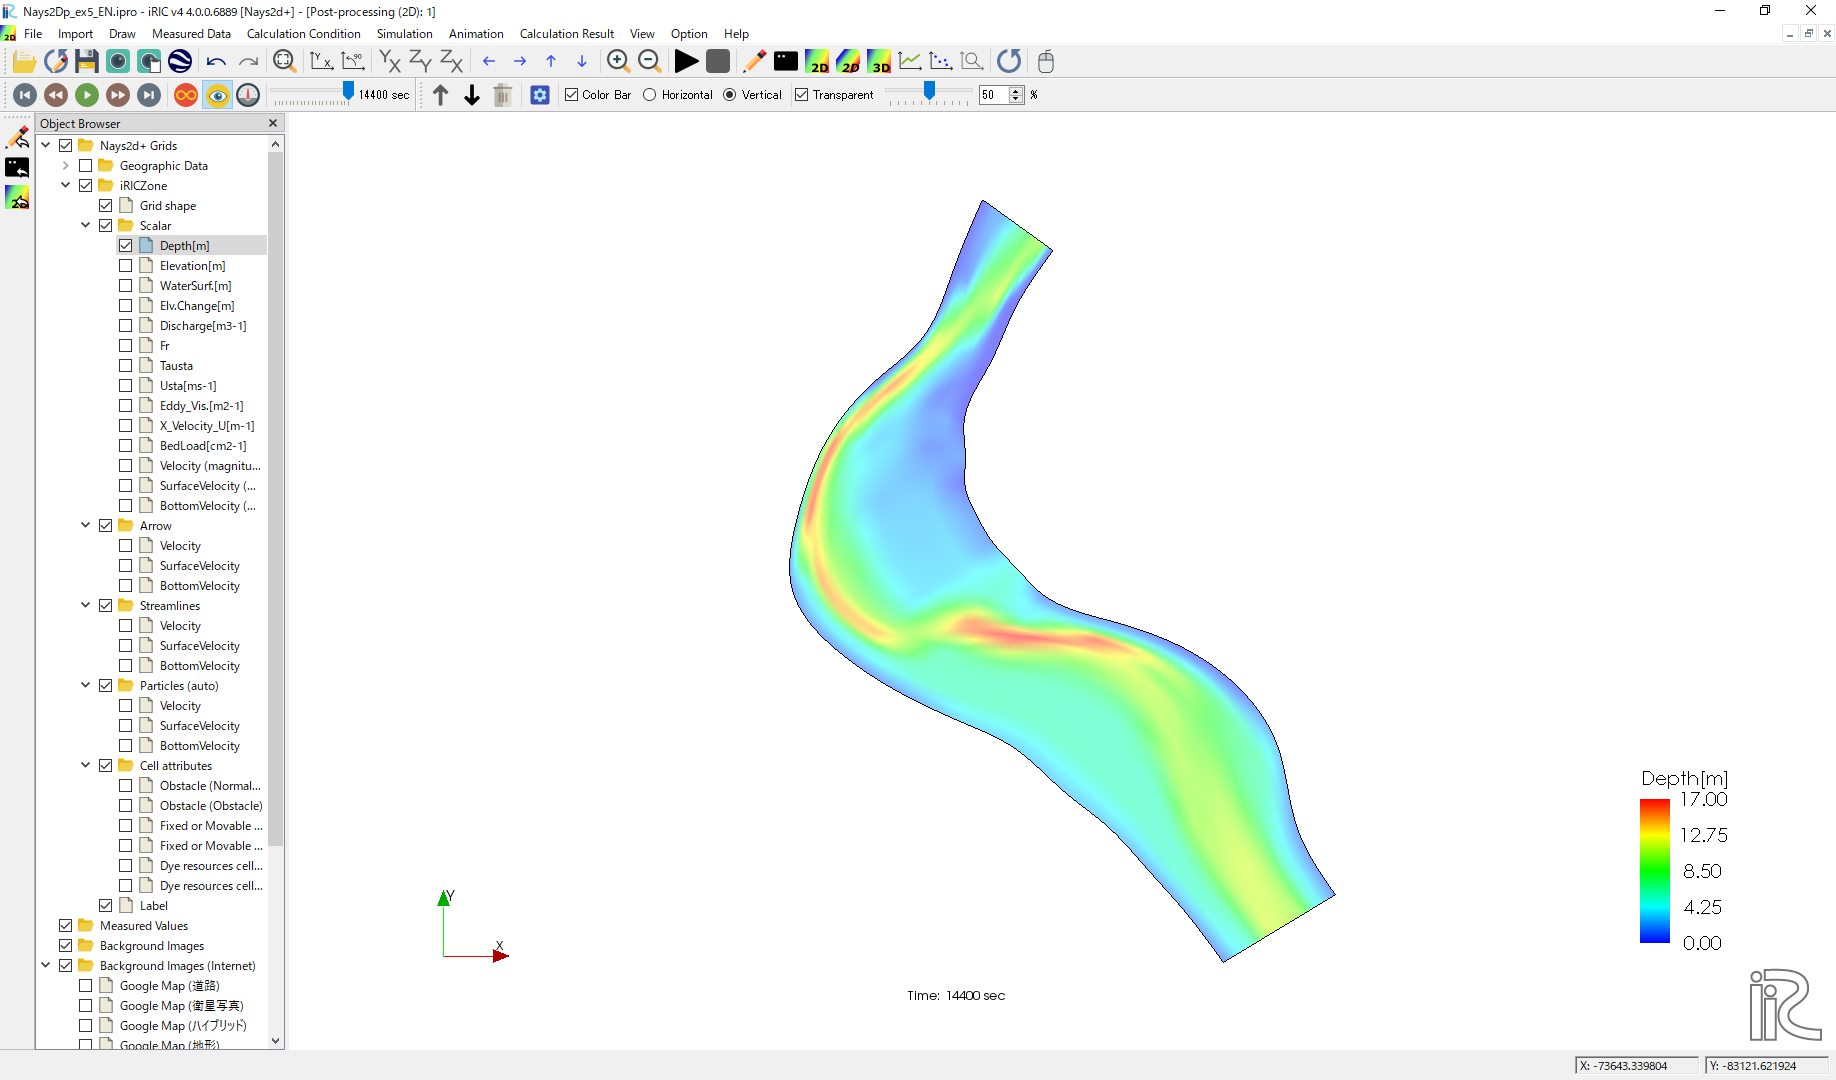 Nays2Dp_ex5_EN.ipro - iRIC v4 4.0.0.6889 [Nays2d+] - [Post-processing (2D): 1]
File Import Draw Measured Data Calculation Condition Simulation Animation Calculation Result View Option Help
14400 sec Color Bar Horizontal Vertical Transparent 50 %
Object Browser
Nays2d+ Grids
Geographic Data
iRICZone
Grid shape
Scalar
Depth[m]
Elevation[m]
WaterSurf.[m]
Elv.Change[m]
Discharge[m3-1]
Fr
Tausta
Usta[ms-1]
Eddy_Vis.[m2-1]
X_Velocity_U[m-1]
BedLoad[cm2-1]
Velocity (magnitu...
SurfaceVelocity (...
BottomVelocity (...
Arrow
Velocity
SurfaceVelocity
BottomVelocity
Streamlines
Velocity
SurfaceVelocity
BottomVelocity
Particles (auto)
Velocity
SurfaceVelocity
BottomVelocity
Cell attributes
Obstacle (Normal...
Obstacle (Obstacle)
Fixed or Movable ...
Fixed or Movable ...
Dye resources cell...
Dye resources cell...
Label
Measured Values
Background Images
Background Images (Internet)
Google Map (道路)
Google Map (衛星写真)
Google Map (ハイブリッド)
Google Map (地形)
Y
X
Time: 14400 sec
Depth[m]
17.00
12.75
8.50
4.25
0.00
iRIC
X: -73643.339804
Y: -83121.621924